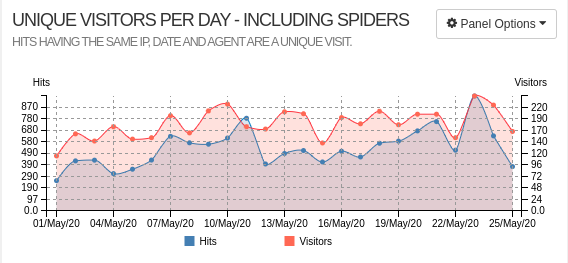 UNIQUE VISITORS PER DAY - INCLUDING SPIDERS
Panel Options
HITS HAVING THE SAME IP, DATE AND AGENT ARE A UNIQUE VISIT.
Hits
Visitors
870 220
780 190
680 170
580 140
490 120
390 96
290 72
190 48
97 24
0.0 0.0
01/May/20 04/May/20 07/May/20 10/May/20 13/May/20 16/May/20 19/May/20 22/May/20 25/May/20
Hits Visitors